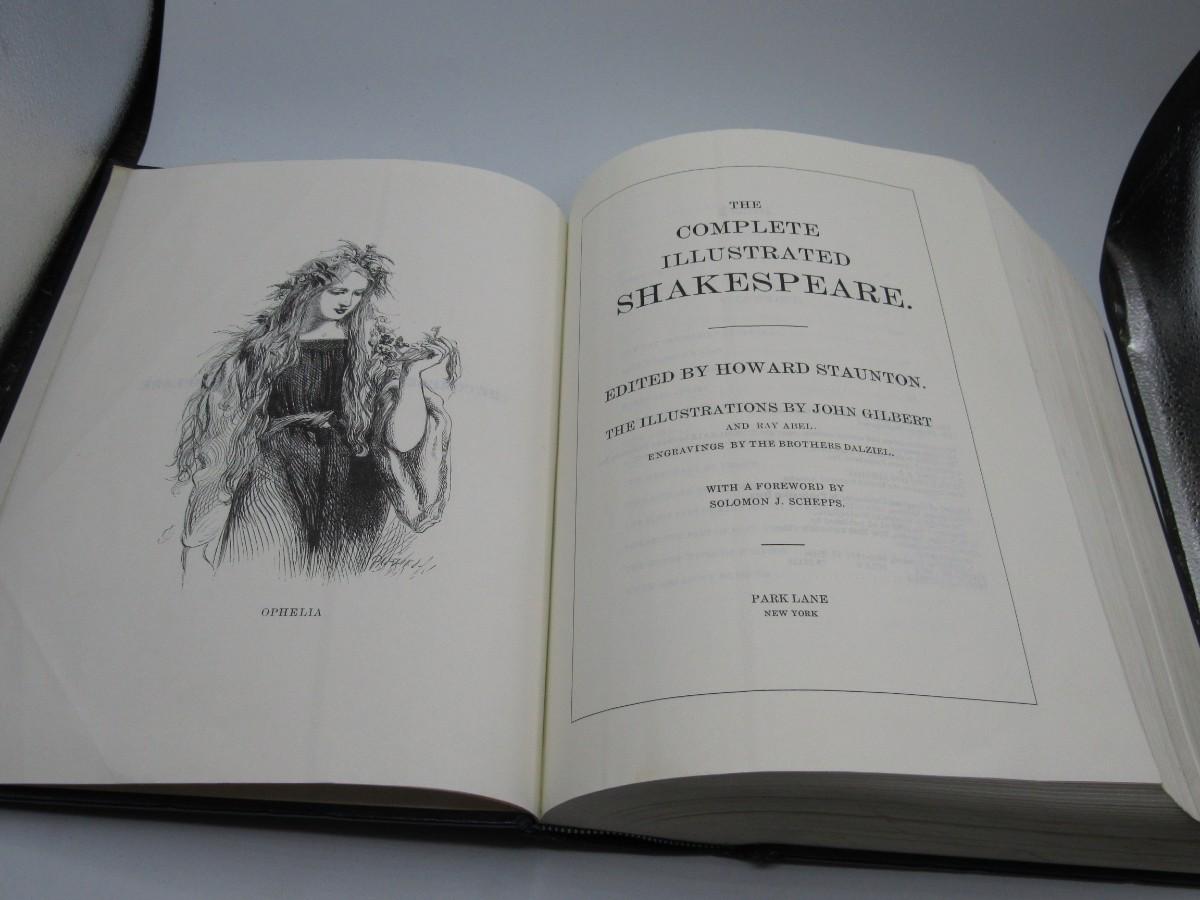 OPHELIA
THE
COMPLETE
ILLUSTRATED
SHAKESPEARE.
EDITED BY HOWARD STAUNTON.
THE ILLUSTRATIONS BY JOHN GILBERT
AND RAY ABEL.
ENGRAVINGS BY THE BROTHERS DALZIEL.
WITH A FOREWORD BY
SOLOMON J. SCHEPPS.
PARK LANE
NEW YORK